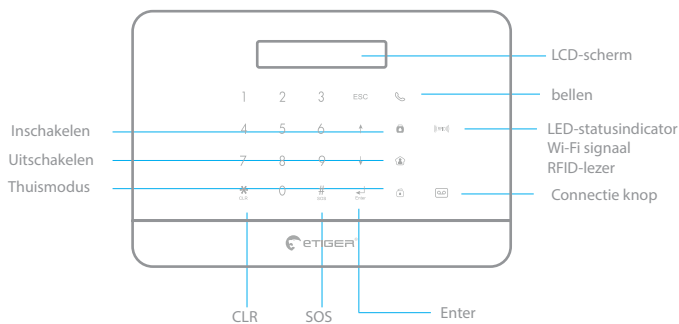 LCD-scherm
1 2 3 ESC
bellen
Inschakelen
4 5 6
LED-statusindicator
Wi-Fi signaal
RFID-lezer
Uitschakelen
7 8 9
Thuismodus
* 0 #
CLR Enter
Connectie knop
eTIGER
CLR
SOS
Enter